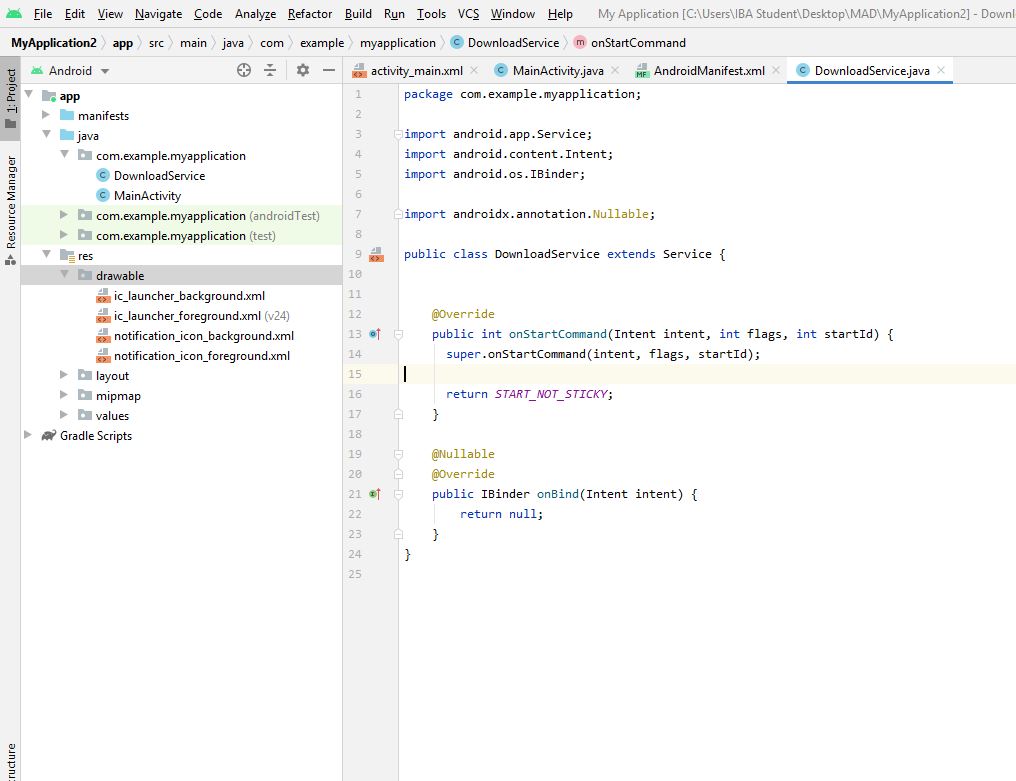 File Edit View Navigate Code Analyze Refactor Build Run Tools VCS Window Help My Application [C:\Users\IBA Student\Desktop\MAD\MyApplication2] - Downl
MyApplication2 app src main java com example myapplication C DownloadService m onStartCommand
1: Project
Resource Manager
ructure
Android
app
manifests
java
com.example.myapplication
C DownloadService
C MainActivity
com.example.myapplication (androidTest)
com.example.myapplication (test)
res
drawable
ic_launcher_background.xml
ic_launcher_foreground.xml (v24)
notification_icon_background.xml
notification_icon_foreground.xml
layout
mipmap
values
Gradle Scripts
activity_main.xml C MainActivity.java MF AndroidManifest.xml C DownloadService.java
1 package com.example.myapplication;
2
3 import android.app.Service;
4 import android.content.Intent;
5 import android.os.IBinder;
6
7 import androidx.annotation.Nullable;
8
9 public class DownloadService extends Service {
10
11
12 @Override
13 public int onStartCommand(Intent intent, int flags, int startId) {
14 super.onStartCommand(intent, flags, startId);
15
16 return START_NOT_STICKY;
17 }
18
19 @Nullable
20 @Override
21 public IBinder onBind(Intent intent) {
22 return null;
23 }
24 }
25